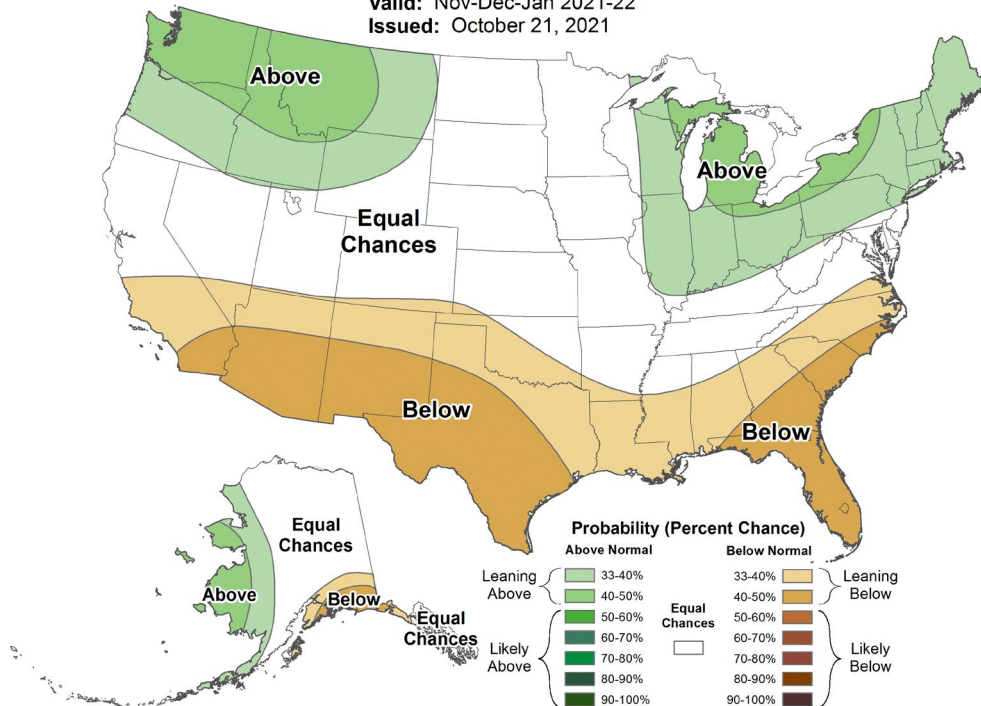 Valid: Nov-Dec-Jan 2021-22
Issued: October 21, 2021
Above
Above
Equal
Chances
Below
Below
Equal
Chances
Above
Below
Equal
Chances
Probability (Percent Chance)
Above Normal
Below Normal
Leaning
Above
33-40%
40-50%
Likely
Above
50-60%
60-70%
70-80%
80-90%
90-100%
Equal
Chances
33-40%
40-50%
Leaning
Below
50-60%
60-70%
70-80%
80-90%
90-100%
Likely
Below